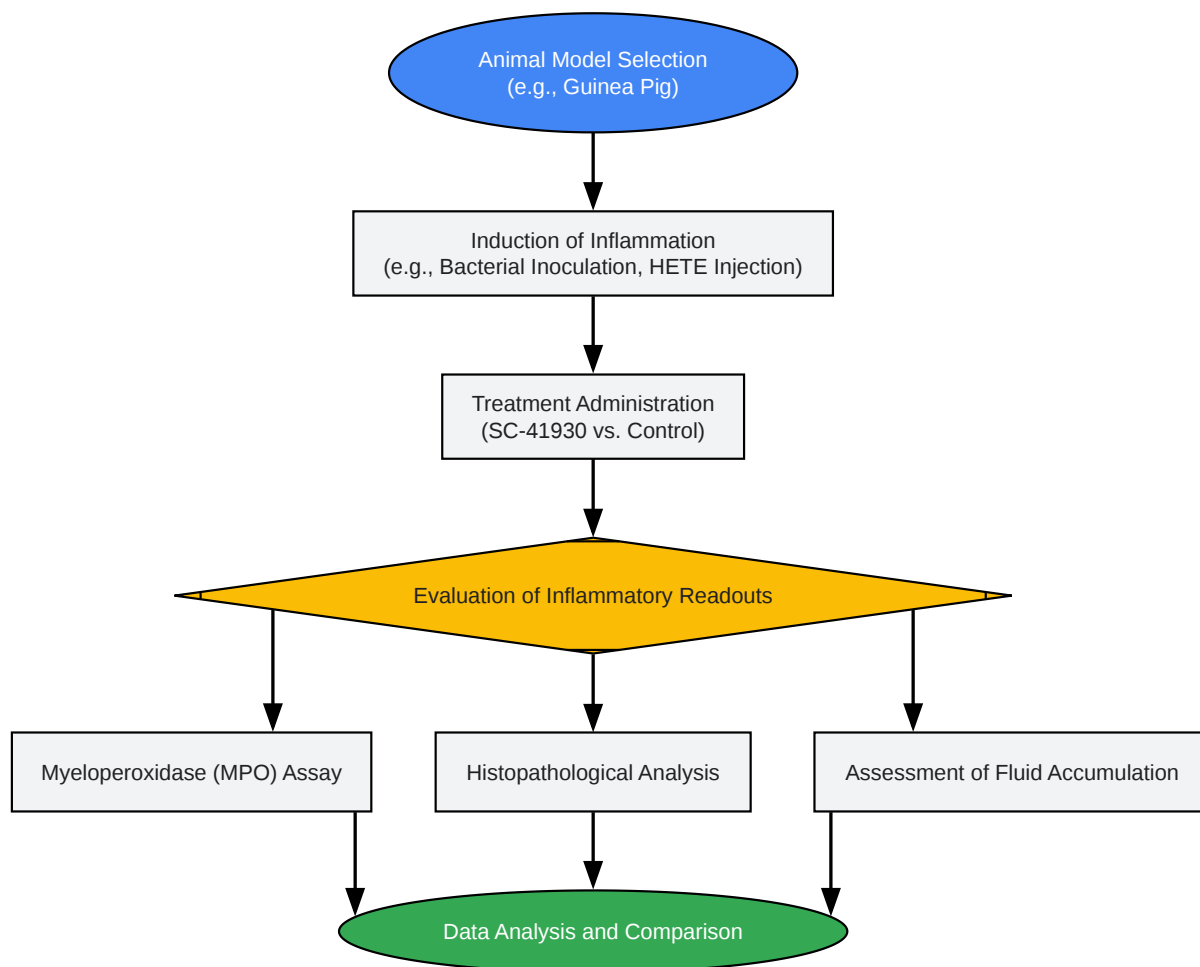 Animal Model Selection
(e.g., Guinea Pig)
Induction of Inflammation
(e.g., Bacterial Inoculation, HETE Injection)
Treatment Administration
(SC-41930 vs. Control)
Evaluation of Inflammatory Readouts
Myeloperoxidase (MPO) Assay
Histopathological Analysis
Assessment of Fluid Accumulation
Data Analysis and Comparison